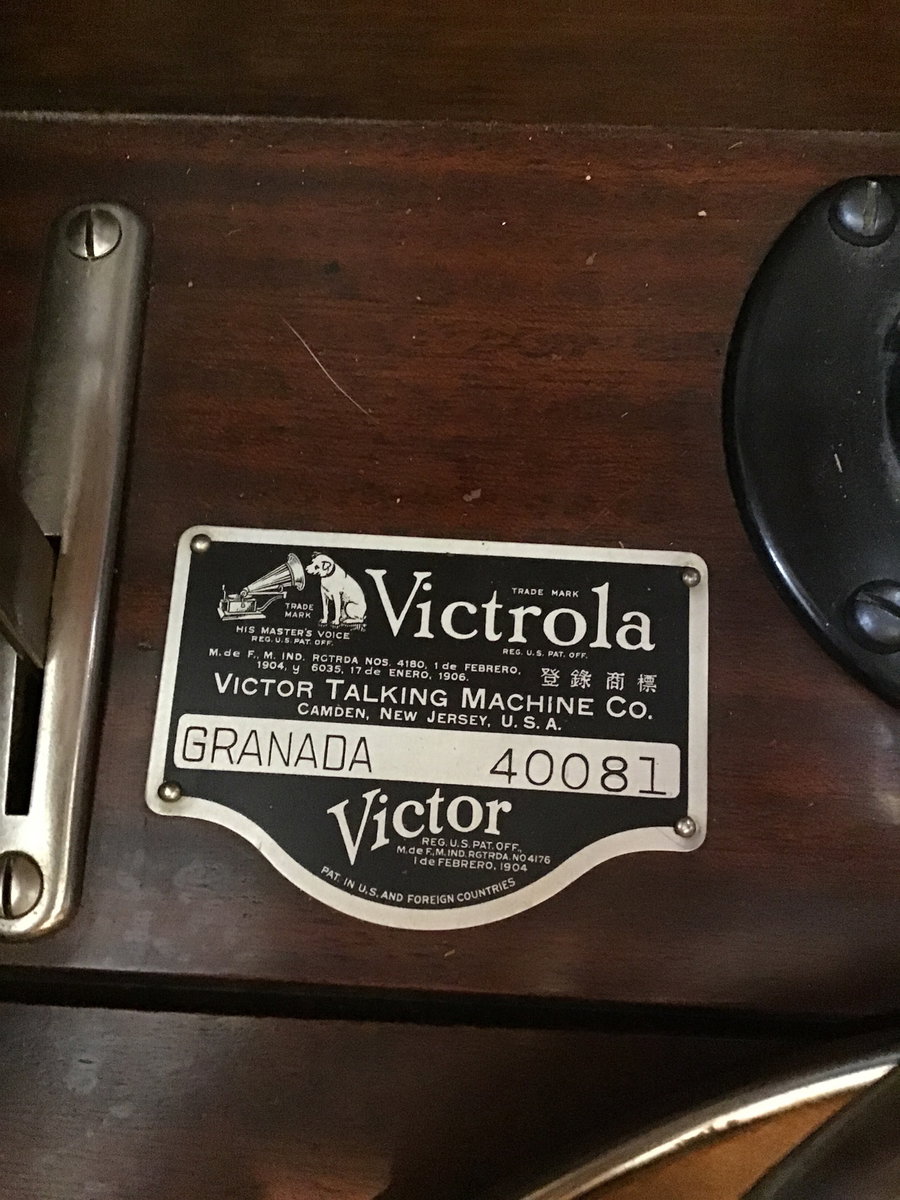 TRADE MARK
HIS MASTER'S VOICE
REG. U.S. PAT. OFF.
TRADE MARK
Victrola
REG. U.S. PAT. OFF.
M. de F., M. IND. RGTRDA NOS. 4180, 1 de FEBRERO,
1904, y 6035, 17 de ENERO, 1906.
登錄商標
VICTOR TALKING MACHINE CO.
CAMDEN, NEW JERSEY, U. S. A.
GRANADA 40081
Victor
REG. U.S. PAT. OFF.,
M. de F., M. IND. RGTRDA. NO 4176
1 de FEBRERO, 1904
PAT. IN U.S. AND FOREIGN COUNTRIES